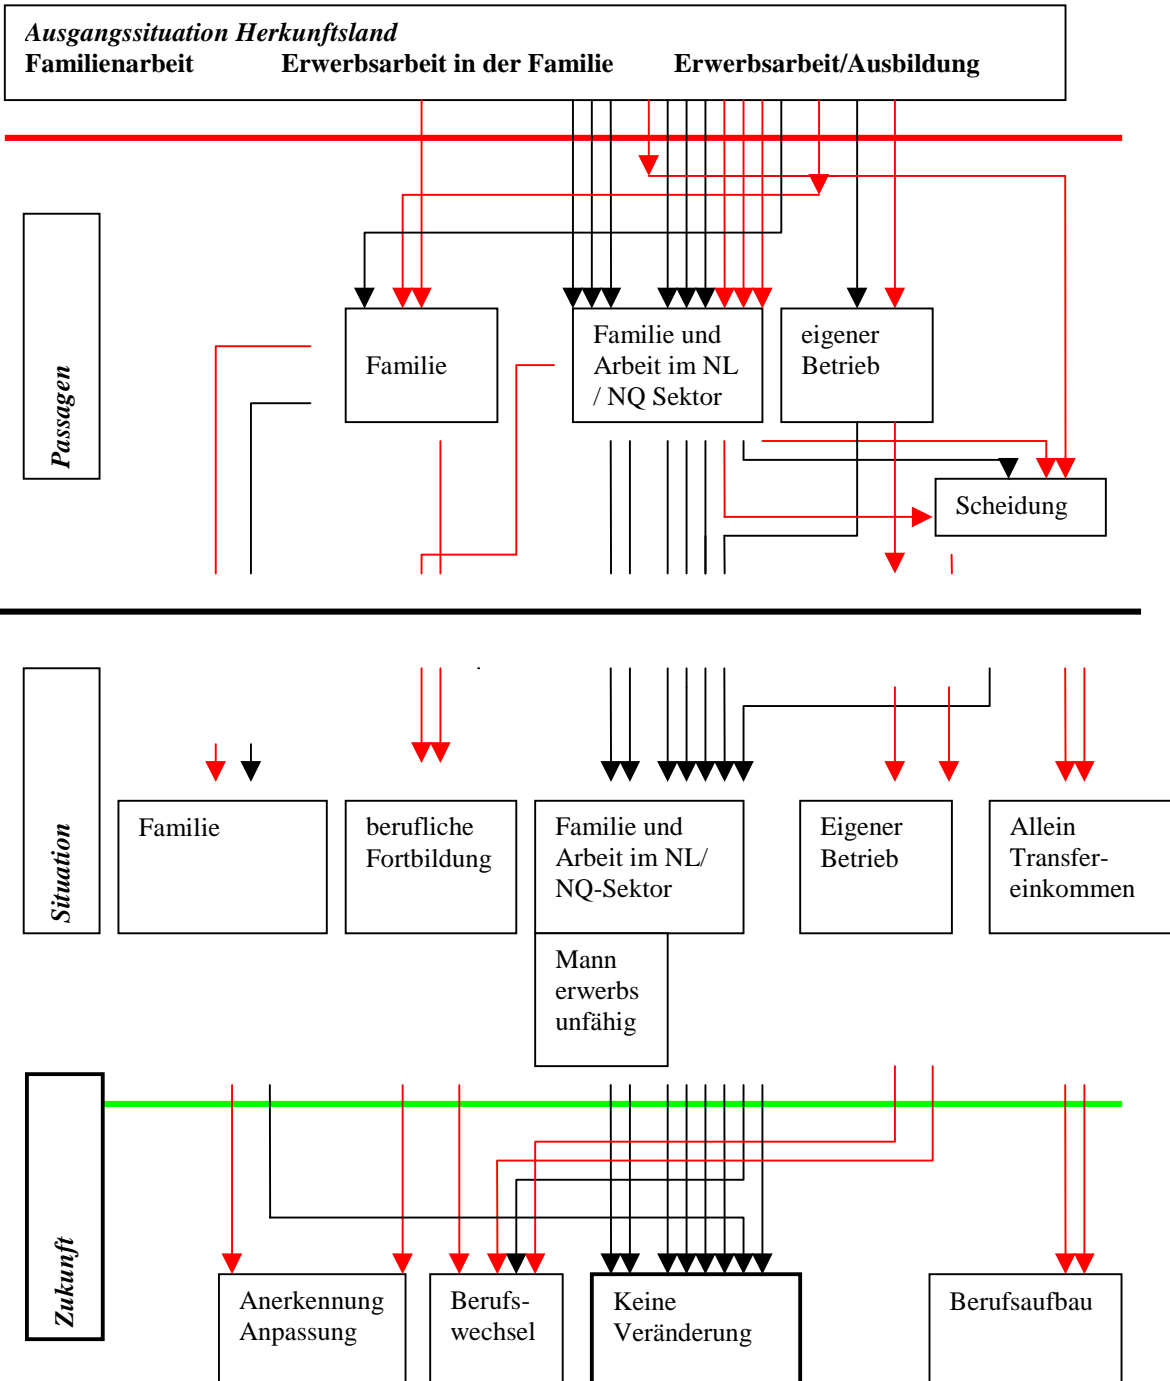 Ausgangssituation Herkunftsland
Familienarbeit Erwerbsarbeit in der Familie Erwerbsarbeit/Ausbildung
Passagen
Familie
Familie und
Arbeit im NL
/ NQ Sektor
eigener
Betrieb
Scheidung
Situation
Familie
berufliche
Fortbildung
Familie und
Arbeit im NL/
NQ-Sektor
Eigener
Betrieb
Allein
Transfer-
einkommen
Mann
erwerbs
unfähig
Zukunft
Anerkennung
Anpassung
Berufs-
wechsel
Keine
Veränderung
Berufsaufbau